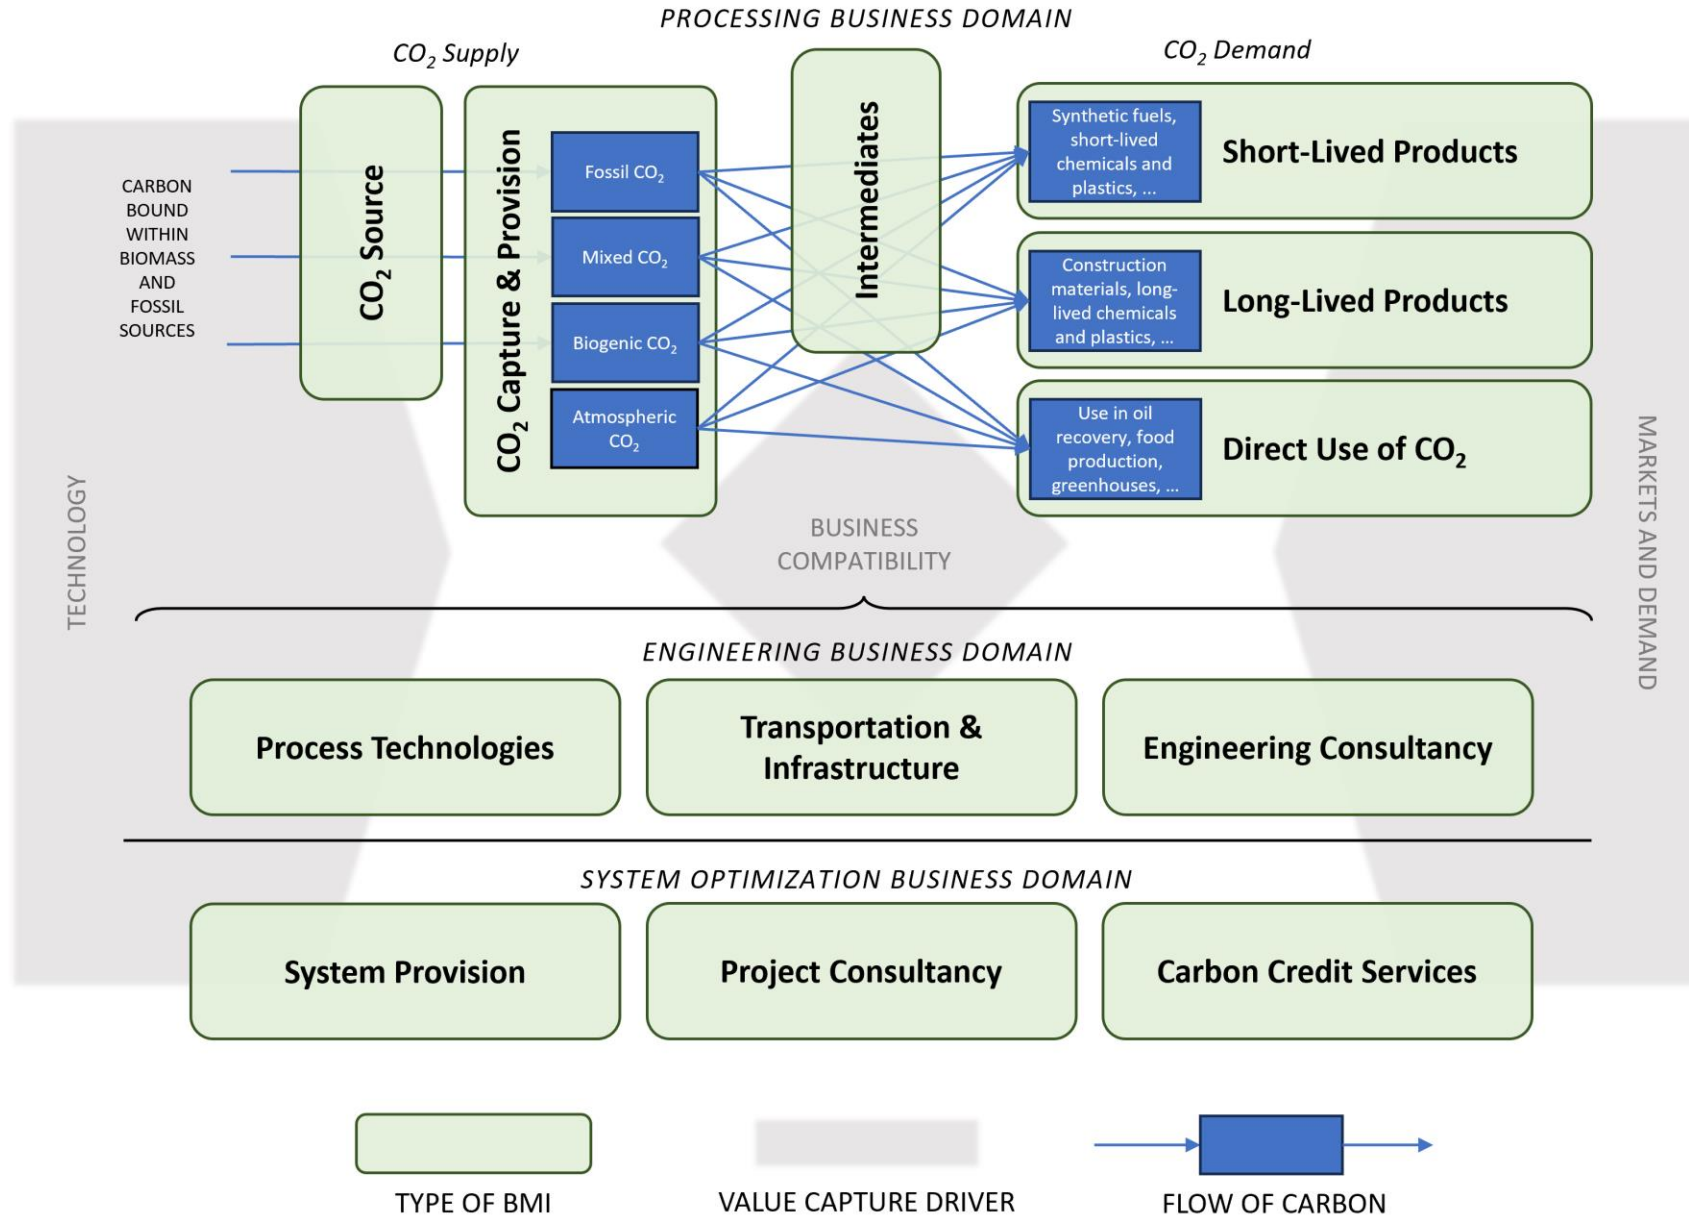 PROCESSING BUSINESS DOMAIN
CO₂ Supply
CO₂ Demand
CARBON
BOUND
WITHIN
BIOMASS
AND
FOSSIL
SOURCES
CO₂ Source
CO₂ Capture & Provision
Fossil CO₂
Mixed CO₂
Biogenic CO₂
Atmospheric
CO₂
Intermediates
Synthetic fuels,
short-lived
chemicals and
plastics, ...
Short-Lived Products
Construction
materials, long-
lived chemicals
and plastics, ...
Long-Lived Products
Use in oil
recovery, food
production,
greenhouses, ...
Direct Use of CO₂
TECHNOLOGY
BUSINESS
COMPATIBILITY
MARKETS AND DEMAND
ENGINEERING BUSINESS DOMAIN
Process Technologies
Transportation &
Infrastructure
Engineering Consultancy
SYSTEM OPTIMIZATION BUSINESS DOMAIN
System Provision
Project Consultancy
Carbon Credit Services
TYPE OF BMI
VALUE CAPTURE DRIVER
FLOW OF CARBON